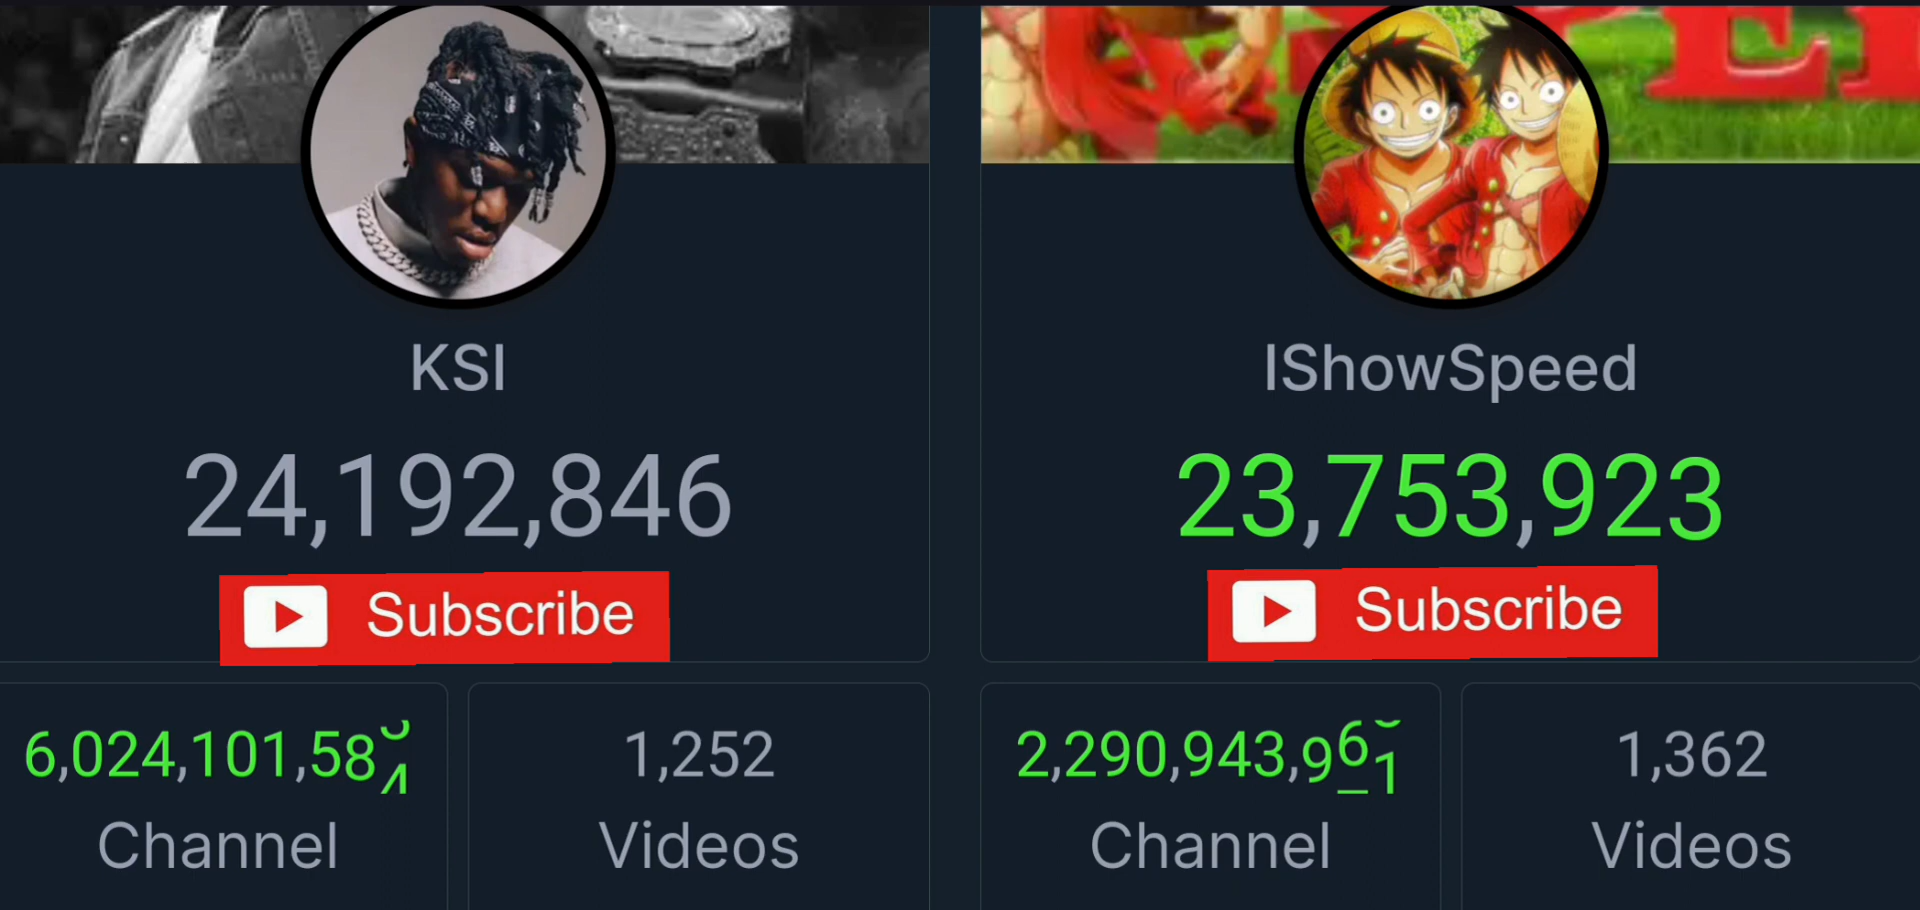 KSI
24,192,846
Subscribe
6,024,101,58
Channel
1,252
Videos
IShowSpeed
23,753,923
Subscribe
2,290,943,9
Channel
1,362
Videos